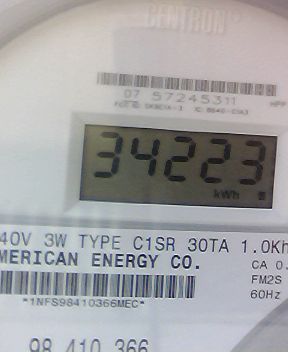 CENTRON®
07 57245311
34223
kWh
40V 3W TYPE C1SR 30TA 1.0Kh
MERICAN ENERGY CO.
CA 0.
FM2S
60Hz
*1NFS98410366MEC*
98 410 366